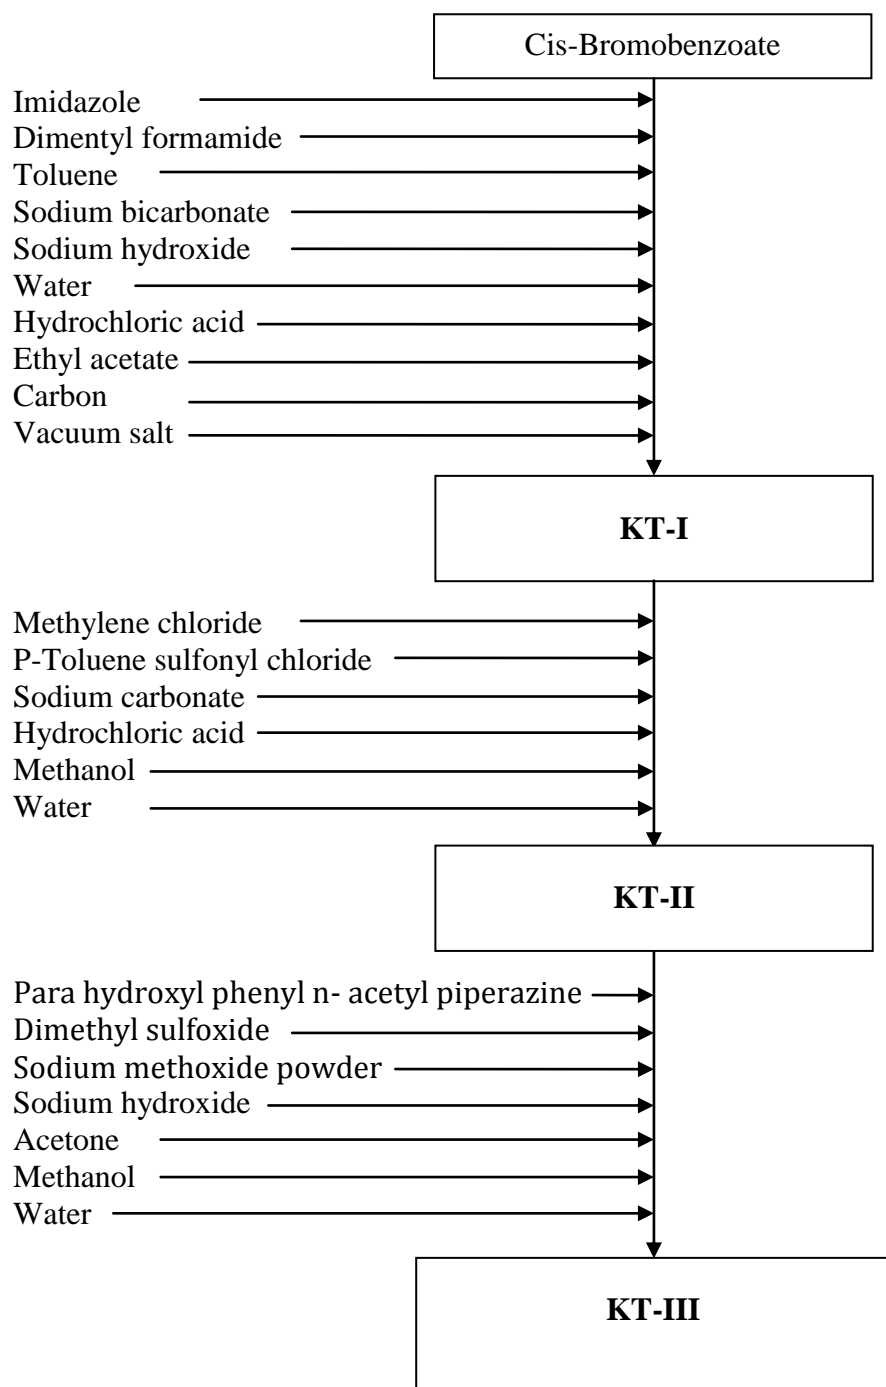 Cis-Bromobenzoate
Imidazole
Dimentyl formamide
Toluene
Sodium bicarbonate
Sodium hydroxide
Water
Hydrochloric acid
Ethyl acetate
Carbon
Vacuum salt
KT-I
Methylene chloride
P-Toluene sulfonyl chloride
Sodium carbonate
Hydrochloric acid
Methanol
Water
KT-II
Para hydroxyl phenyl n- acetyl piperazine
Dimethyl sulfoxide
Sodium methoxide powder
Sodium hydroxide
Acetone
Methanol
Water
KT-III